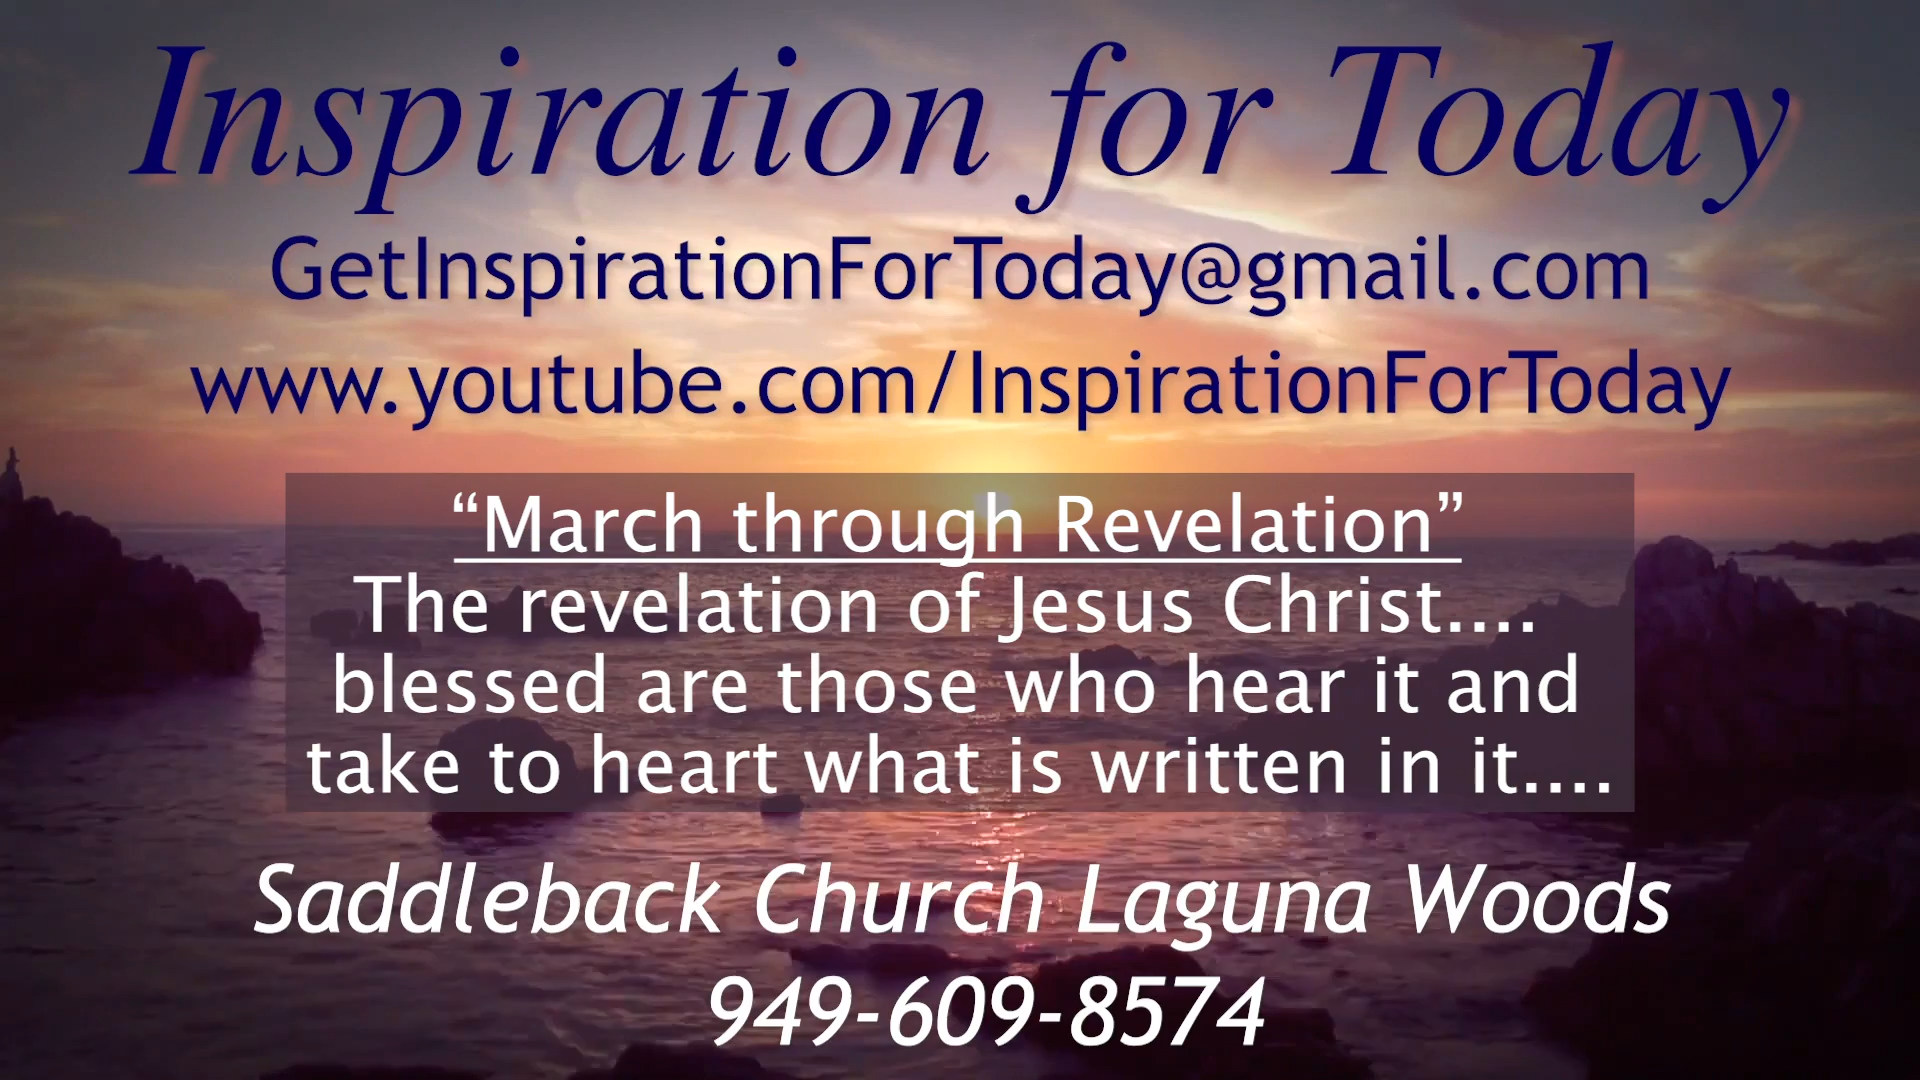 Inspiration for Today
GetInspirationForToday@gmail.com
www.youtube.com/InspirationForToday
“March through Revelation”
The revelation of Jesus Christ....
blessed are those who hear it and
take to heart what is written in it....
Saddleback Church Laguna Woods
949-609-8574